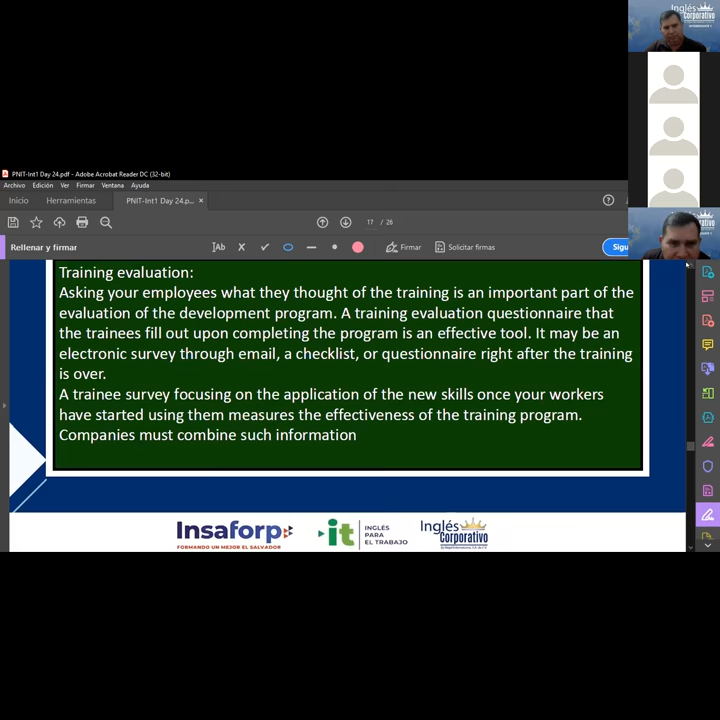 Inglés
Corporativo
PNIT-Int1 Day 24.pdf - Adobe Acrobat Reader DC (32-bit)
Archivo Edición Ver Firmar Ventana Ayuda
Inicio Herramientas PNIT-Int1 Day 24.p... ×
17 / 26
Rellenar y firmar
Ab Firmar Solicitar firmas Sigu
Training evaluation:
Asking your employees what they thought of the training is an important part of the
evaluation of the development program. A training evaluation questionnaire that
the trainees fill out upon completing the program is an effective tool. It may be an
electronic survey through email, a checklist, or questionnaire right after the training
is over.
A trainee survey focusing on the application of the new skills once your workers
have started using them measures the effectiveness of the training program.
Companies must combine such information
Insaforp
FORMANDO UN MEJOR EL SALVADOR
it
INGLÉS
PARA
EL TRABAJO
Inglés
Corporativo